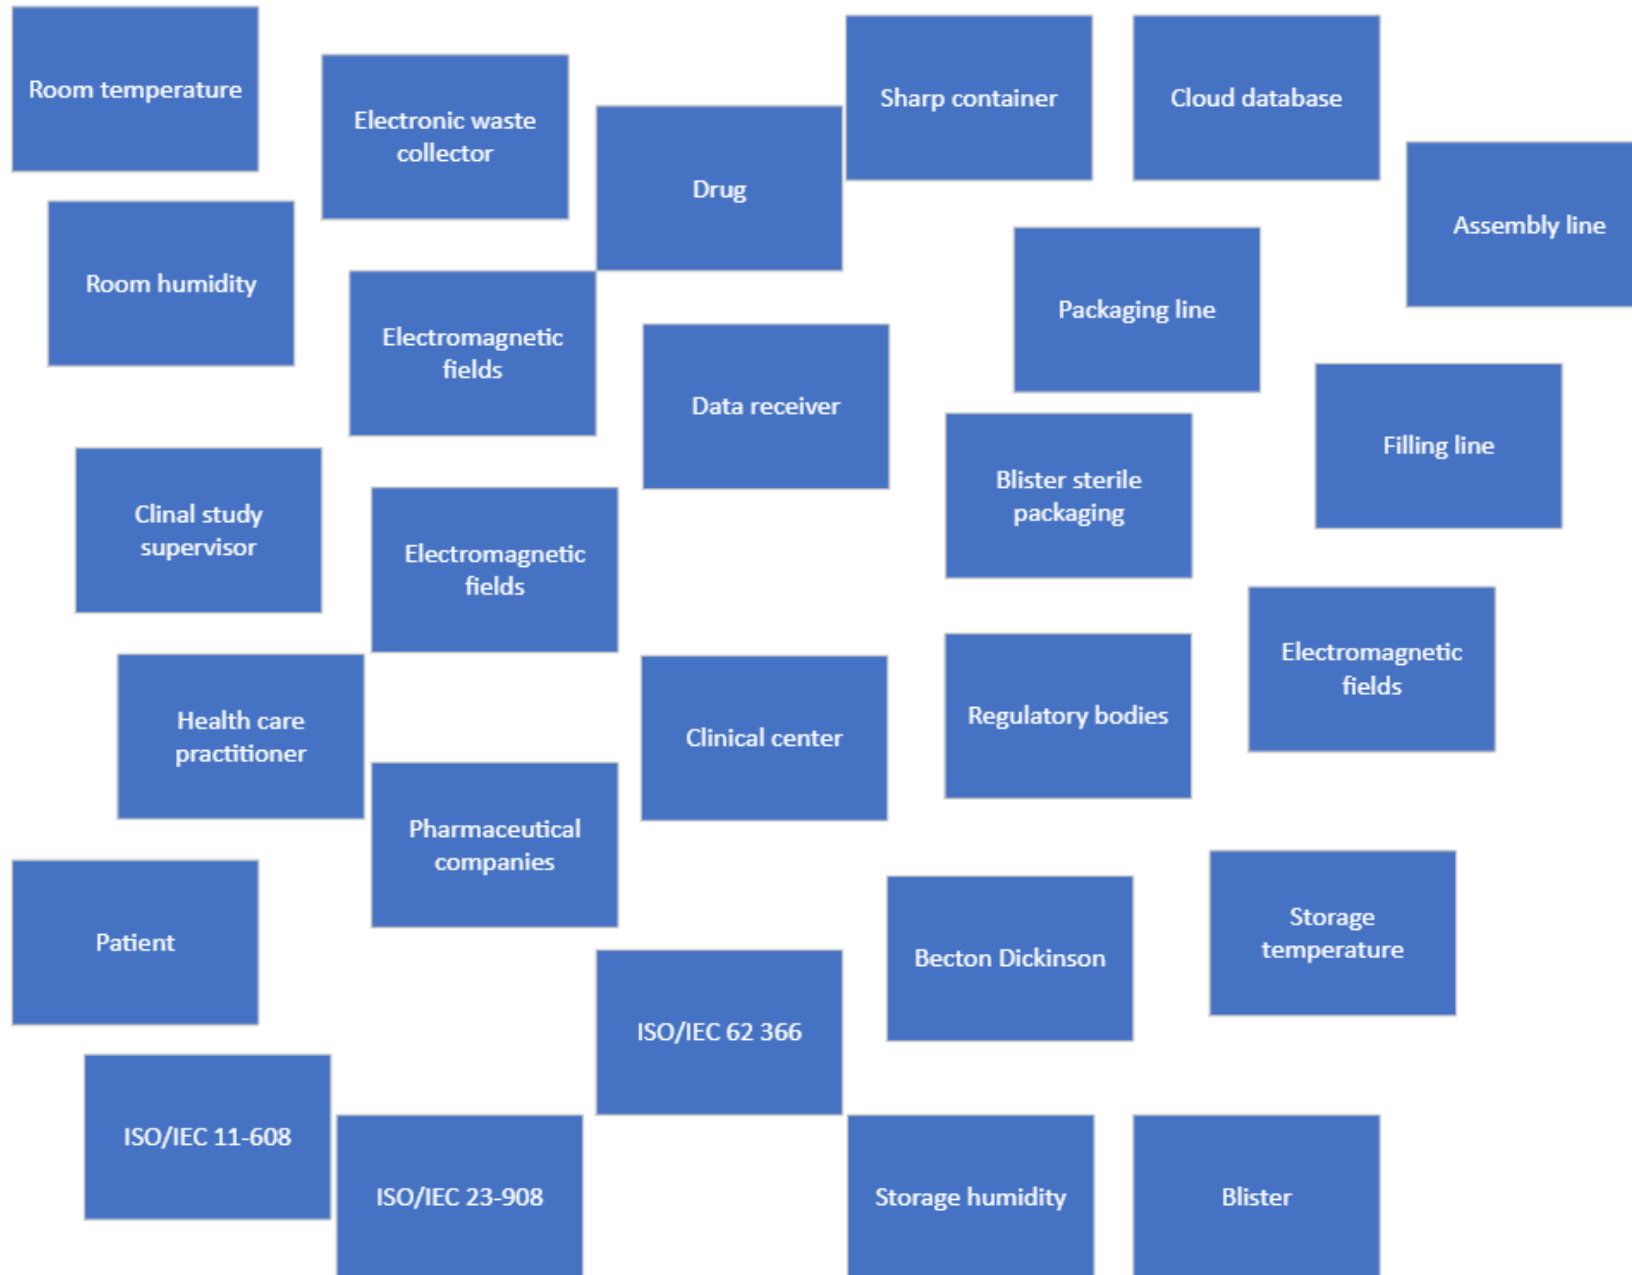 Room temperature
Electronic waste
collector
Drug
Sharp container
Cloud database
Assembly line
Room humidity
Electromagnetic
fields
Data receiver
Packaging line
Filling line
Clinal study
supervisor
Electromagnetic
fields
Blister sterile
packaging
Electromagnetic
fields
Health care
practitioner
Clinical center
Regulatory bodies
Pharmaceutical
companies
Patient
Becton Dickinson
Storage
temperature
ISO/IEC 62 366
ISO/IEC 11-608
ISO/IEC 23-908
Storage humidity
Blister